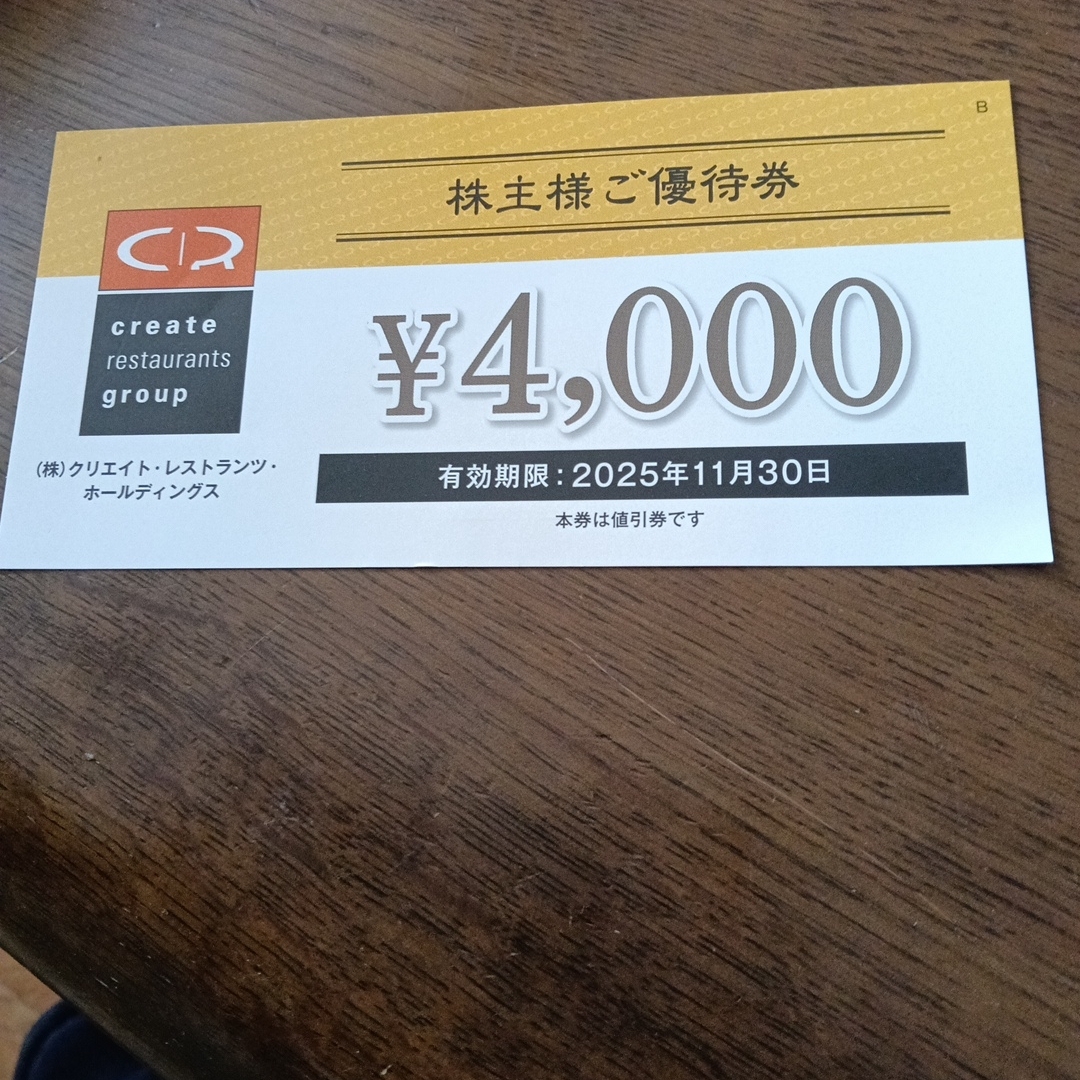 B
株主様ご優待券
CR
create
restaurants
group
¥4,000
(株)クリエイト・レストランツ・
ホールディングス
有効期限:2025年11月30日
本券は値引券です